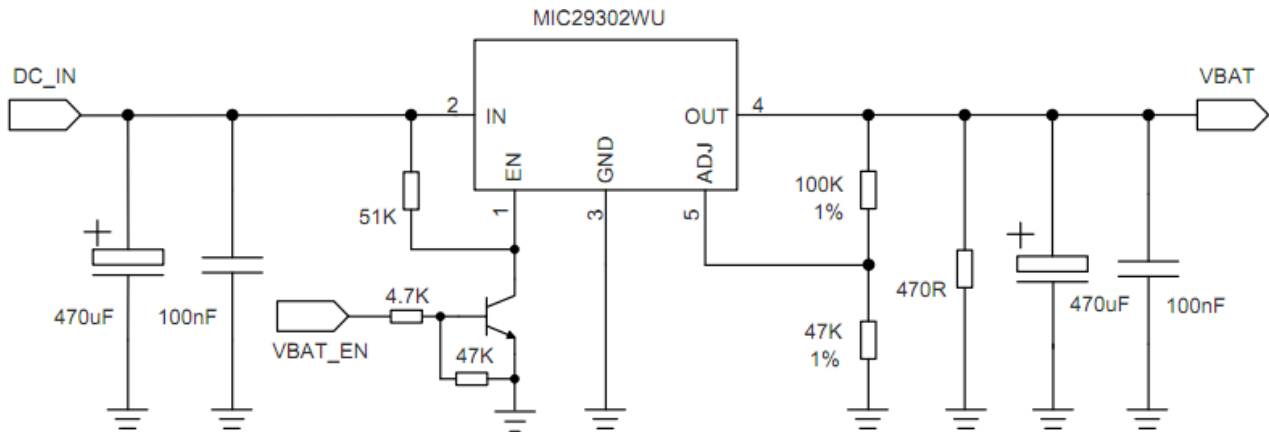 MIC29302WU
DC_IN
VBAT
2
IN
OUT
4
EN
GND
ADJ
1
3
5
51K
100K
1%
470uF
100nF
4.7K
VBAT_EN
47K
47K
1%
470R
470uF
100nF